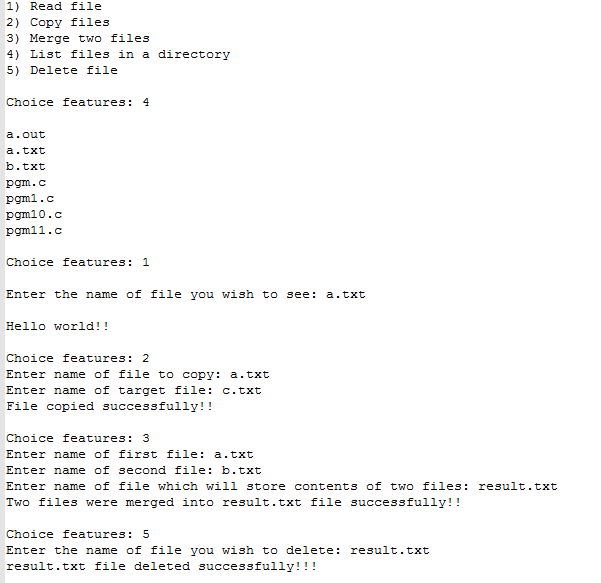 1) Read file
2) Copy files
3) Merge two files
4) List files in a directory
5) Delete file
Choice features: 4
a.out
a.txt
b.txt
pgm.c
pgm1.c
pgm10.c
pgm11.c
Choice features: 1
Enter the name of file you wish to see: a.txt
Hello world!!
Choice features: 2
Enter name of file to copy: a.txt
Enter name of target file: c.txt
File copied successfully!!
Choice features: 3
Enter name of first file: a.txt
Enter name of second file: b.txt
Enter name of file which will store contents of two files: result.txt
Two files were merged into result.txt file successfully!!
Choice features: 5
Enter the name of file you wish to delete: result.txt
result.txt file deleted successfully!!!